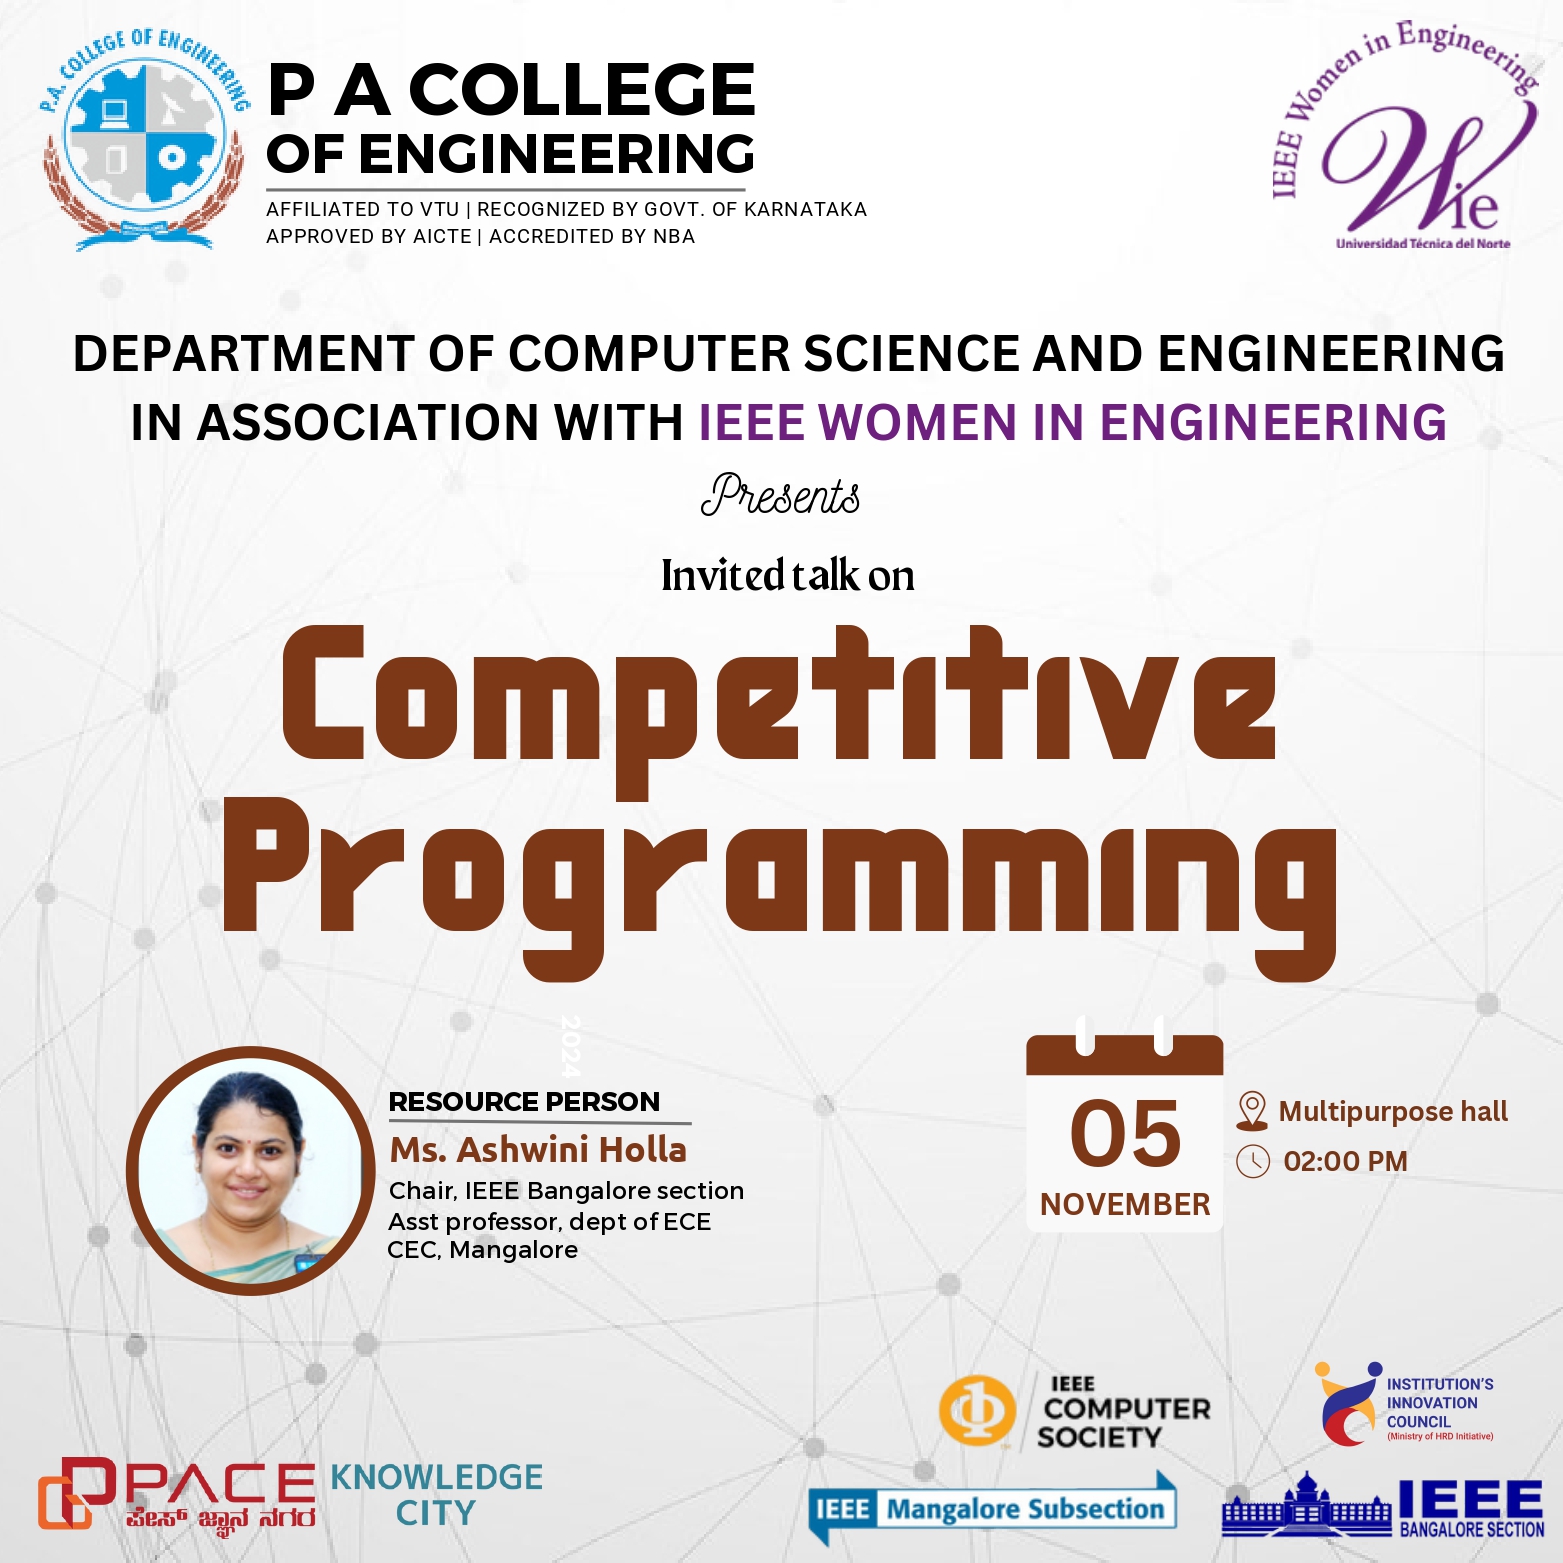 P.A. COLLEGE OF ENGINEERING
MANGALORE
P A COLLEGE
OF ENGINEERING
AFFILIATED TO VTU | RECOGNIZED BY GOVT. OF KARNATAKA
APPROVED BY AICTE | ACCREDITED BY NBA
IEEE Women in Engineering
Wie
Universidad Técnica del Norte
DEPARTMENT OF COMPUTER SCIENCE AND ENGINEERING
IN ASSOCIATION WITH IEEE WOMEN IN ENGINEERING
Presents
Invited talk on
Competitive
Programming
2024
RESOURCE PERSON
Ms. Ashwini Holla
Chair, IEEE Bangalore section
Asst professor, dept of ECE
CEC, Mangalore
05
NOVEMBER
Multipurpose hall
02:00 PM
IEEE
COMPUTER
SOCIETY
INSTITUTION'S
INNOVATION
COUNCIL
(Ministry of HRD Initiative)
PACE
ಪೇಸ್ ಜ್ಞಾನ ನಗರ
KNOWLEDGE
CITY
IEEE Mangalore Subsection
IEEE
BANGALORE SECTION